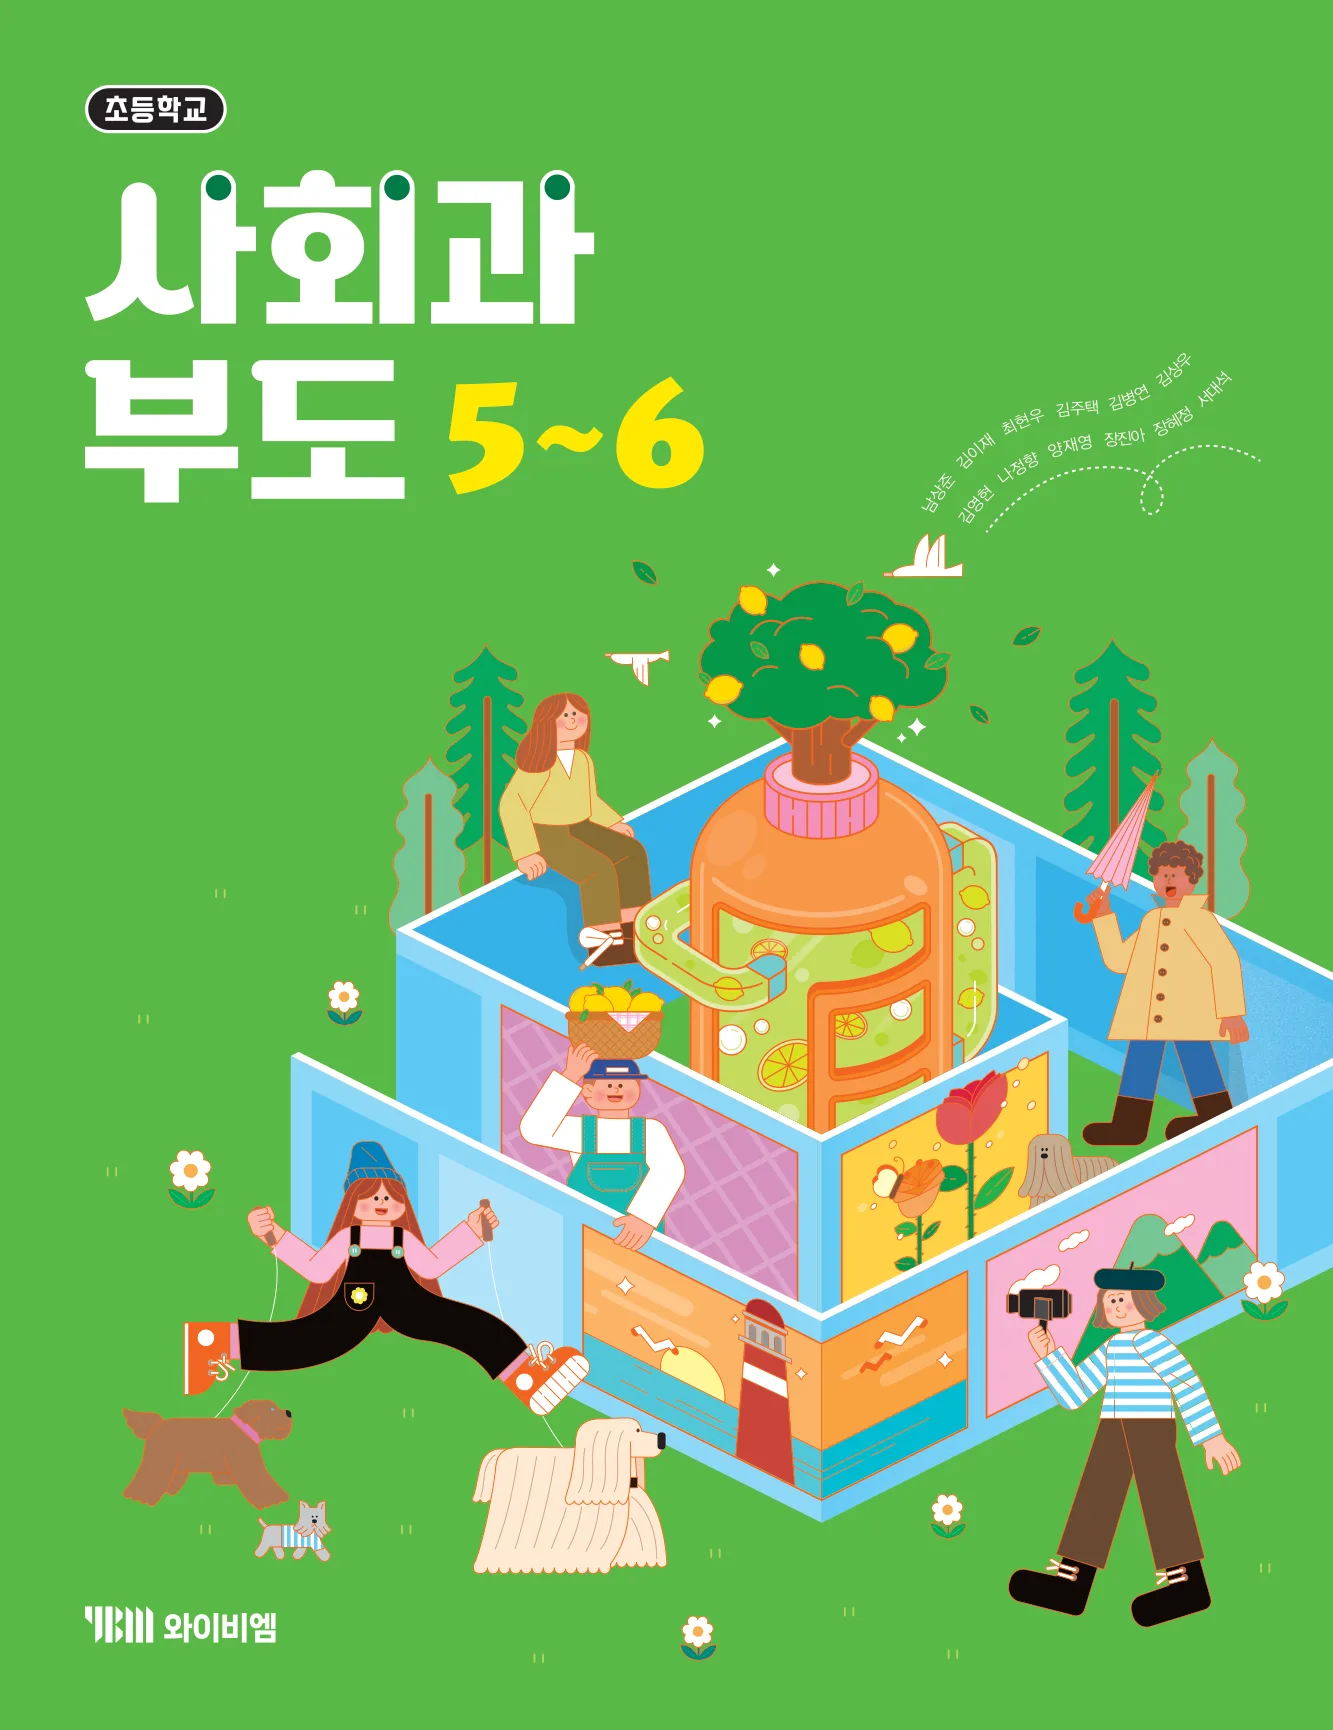 초등학교
사회과
부도 5~6
남상준 김이재 최현우 김주택 김병연 김상우
김영현 나정향 양재영 장진아 장혜정 서대석
YBM 와이비엠